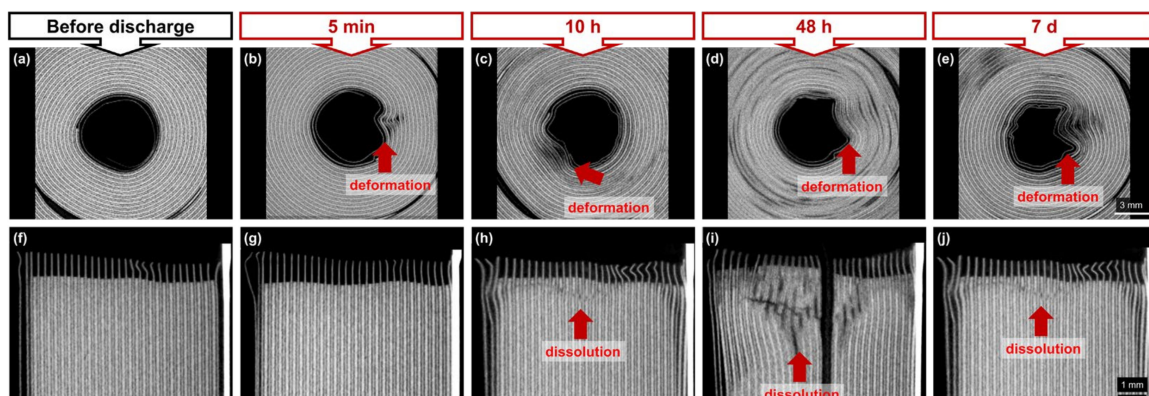 Before discharge
5 min
10 h
48 h
7 d
(a)
(b)
(c)
(d)
(e)
deformation
deformation
deformation
deformation
3 mm
(f)
(g)
(h)
(i)
(j)
dissolution
dissolution
dissolution
1 mm